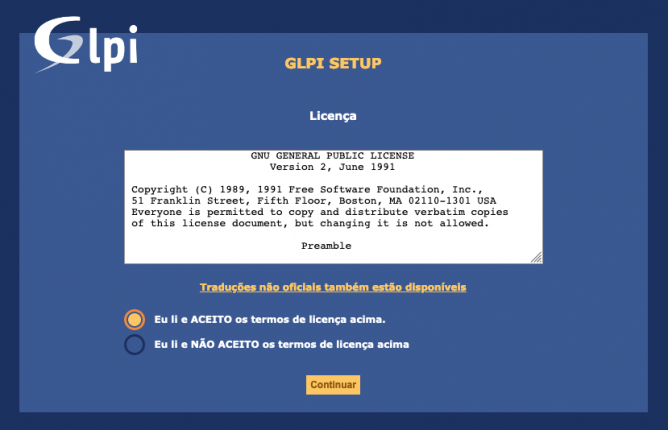 Glpi
GLPI SETUP
Licença
GNU GENERAL PUBLIC LICENSE
Version 2, June 1991
Copyright (C) 1989, 1991 Free Software Foundation, Inc.,
51 Franklin Street, Fifth Floor, Boston, MA 02110-1301 USA
Everyone is permitted to copy and distribute verbatim copies
of this license document, but changing it is not allowed.
Preamble
Traduções não oficiais também estão disponíveis
Eu li e ACEITO os termos de licença acima.
Eu li e NÃO ACEITO os termos de licença acima
Continuar